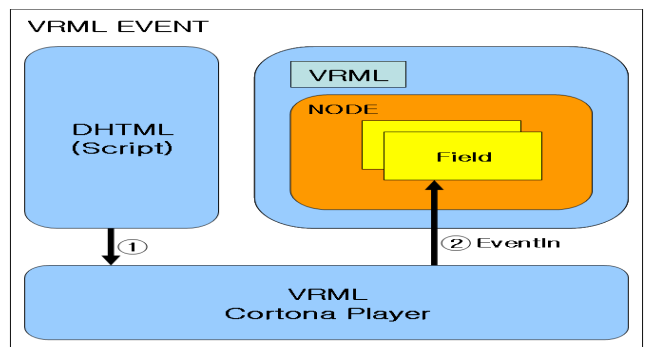 VRML EVENT
DHTML
(Script)
VRML
NODE
Field
①
② EventIn
VRML
Cortona Player